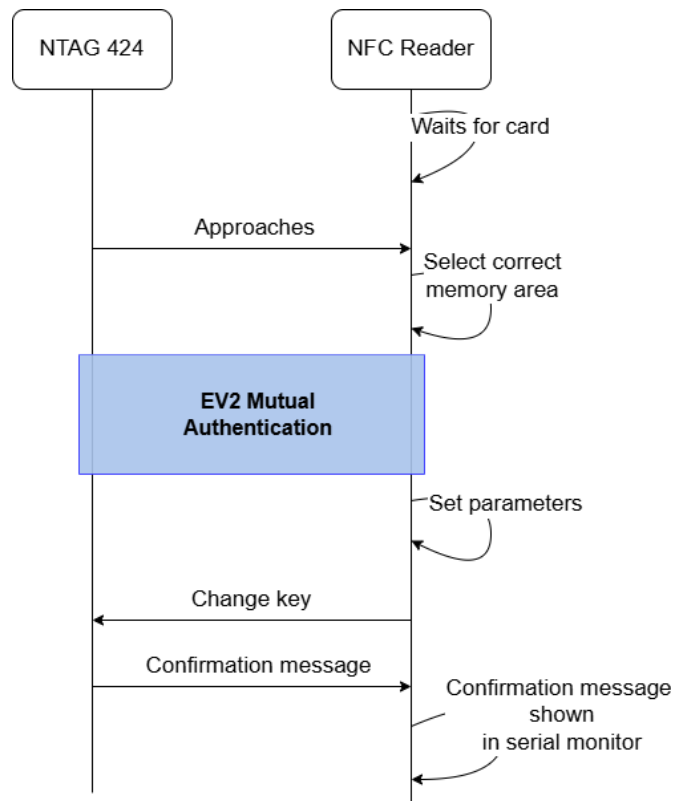 NTAG 424
NFC Reader
Waits for card
Approaches
Select correct
memory area
EV2 Mutual
Authentication
Set parameters
Change key
Confirmation message
Confirmation message
shown
in serial monitor